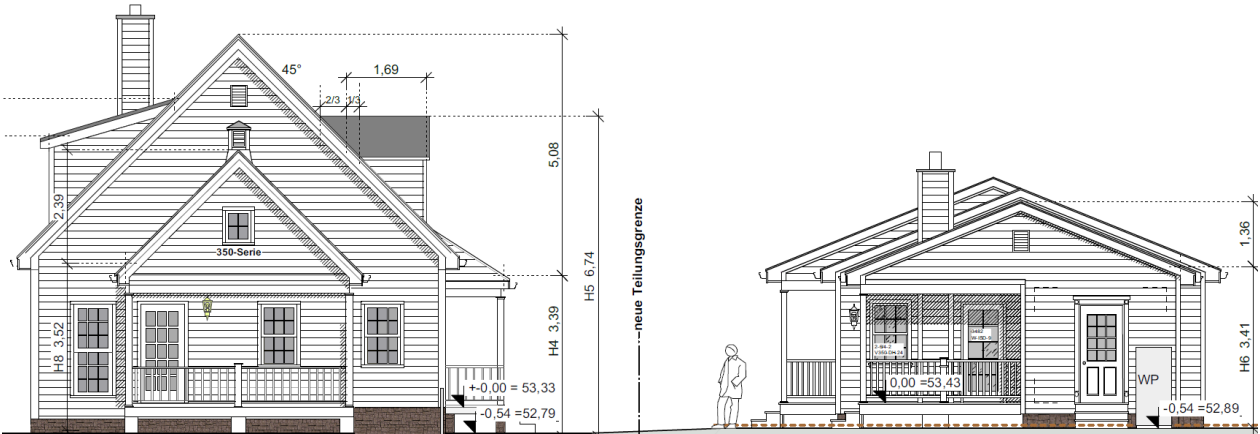 45°
1,69
2/3
1/3
5,08
2,39
350-Serie
H5 6,74
H8 3,52
H4 3,39
+-0,00 = 53,33
-0,54 =52,79
neue Teilungsgrenze
1,36
H6 3,41
0,00 =53,43
WP
-0,54 =52,89